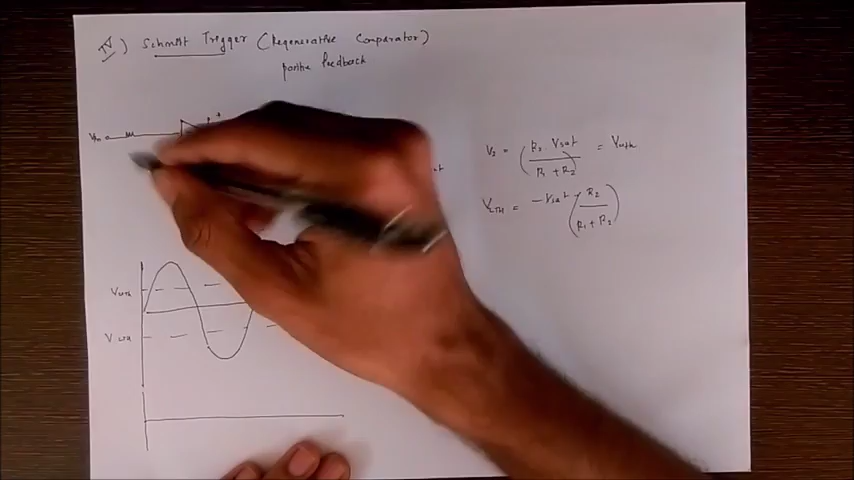 IV) Schmitt Trigger (Regenerative Comparator)
positive feedback
Vin
+
V2 = (R2 Vsat / R1 + R2) = VUTH
VLTH = -Vsat (R2 / R1 + R2)
VUTH
VLTH